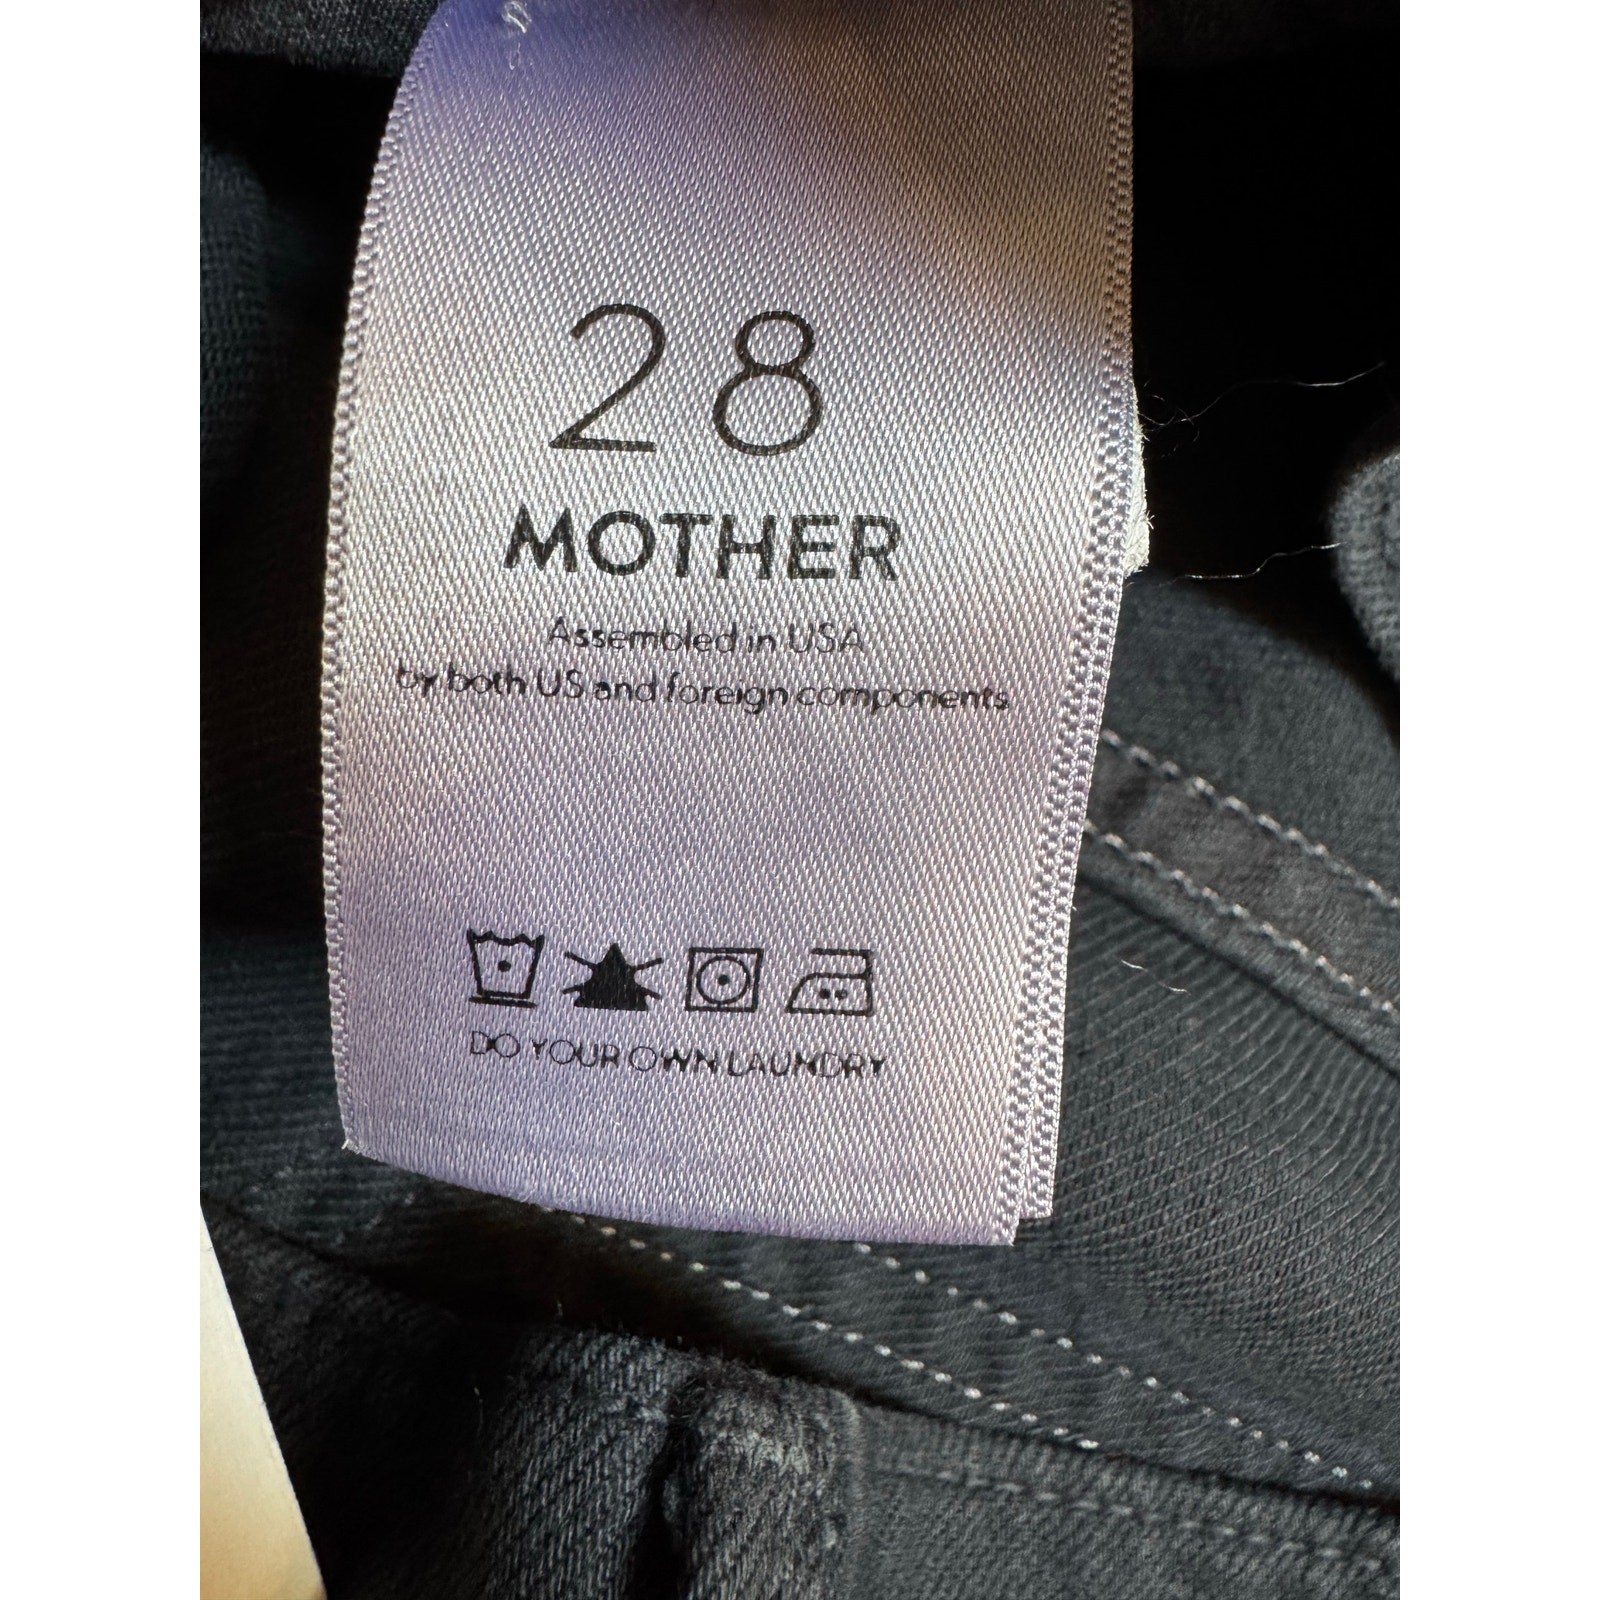 28
MOTHER
Assembled in USA
by both US and foreign components
DO YOUR OWN LAUNDRY